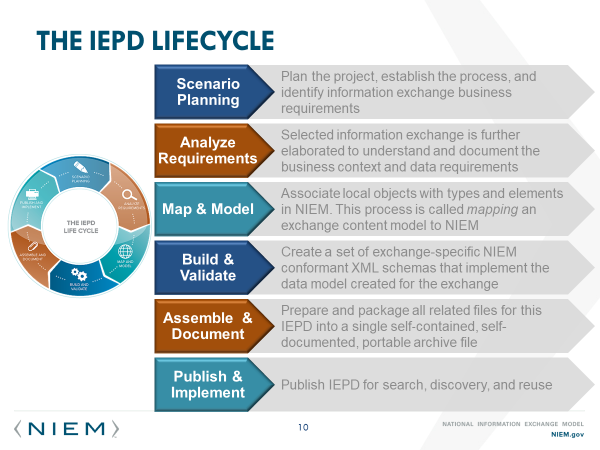 THE IEPD LIFECYCLE
Scenario
Planning
Plan the project, establish the process, and
identify information exchange business
requirements
Analyze
Requirements
Selected information exchange is further
elaborated to understand and document the
business context and data requirements
Map & Model
Associate local objects with types and elements
in NIEM. This process is called mapping an
exchange content model to NIEM
Build &
Validate
Create a set of exchange-specific NIEM
conformant XML schemas that implement the
data model created for the exchange
Assemble &
Document
Prepare and package all related files for this
IEPD into a single self-contained, self-
documented, portable archive file
Publish &
Implement
Publish IEPD for search, discovery, and reuse
SCENARIO
PLANNING
ANALYZE
REQUIREMENTS
MAP AND
MODEL
BUILD AND
VALIDATE
ASSEMBLE AND
DOCUMENT
PUBLISH AND
IMPLEMENT
THE IEPD
LIFE CYCLE
NIEM
10
NATIONAL INFORMATION EXCHANGE MODEL
NIEM.gov